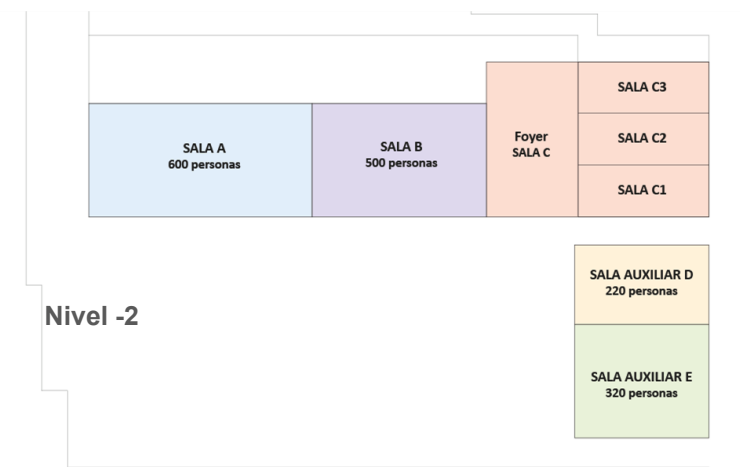 SALA A
600 personas
SALA B
500 personas
Foyer
SALA C
SALA C3
SALA C2
SALA C1
SALA AUXILIAR D
220 personas
Nivel -2
SALA AUXILIAR E
320 personas